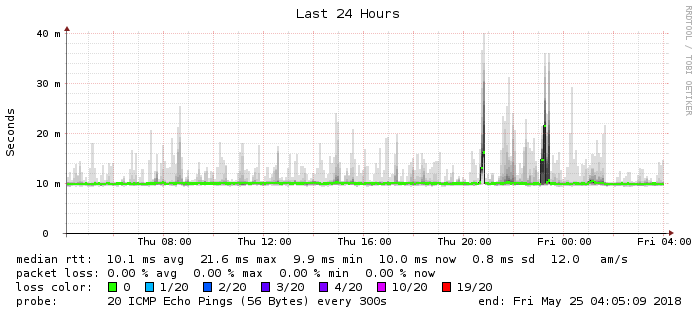 Last 24 Hours
RRDTOOL / TOBI OETIKER
Seconds
40 m
30 m
20 m
10 m
0
Thu 08:00 Thu 12:00 Thu 16:00 Thu 20:00 Fri 00:00 Fri 04:00
median rtt: 10.1 ms avg 21.6 ms max 9.9 ms min 10.0 ms now 0.8 ms sd 12.0 am/s
packet loss: 0.00 % avg 0.00 % max 0.00 % min 0.00 % now
loss color: 0 1/20 2/20 3/20 4/20 10/20 19/20
probe: 20 ICMP Echo Pings (56 Bytes) every 300s end: Fri May 25 04:05:09 2018